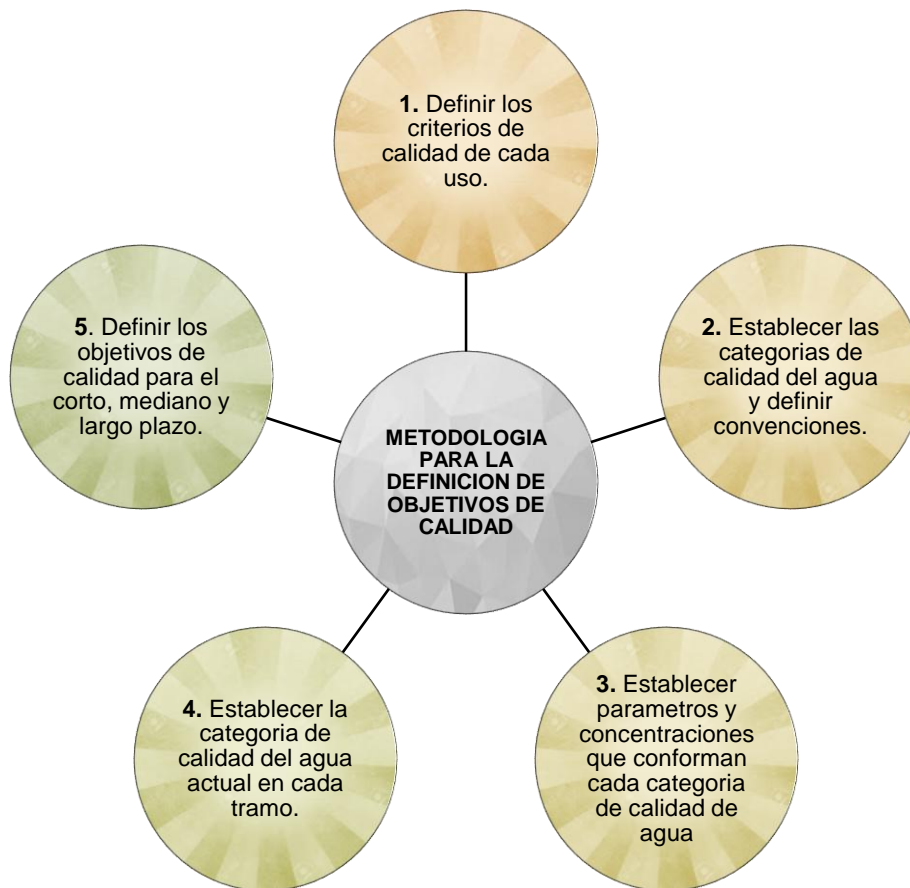 1. Definir los
criterios de
calidad de cada
uso.
2. Establecer las
categorias de
calidad del agua
y definir
convenciones.
3. Establecer
parametros y
concentraciones
que conforman
cada categoria
de calidad de
agua
4. Establecer la
categoria de
calidad del agua
actual en cada
tramo.
5. Definir los
objetivos de
calidad para el
corto, mediano y
largo plazo.
METODOLOGIA
PARA LA
DEFINICION DE
OBJETIVOS DE
CALIDAD